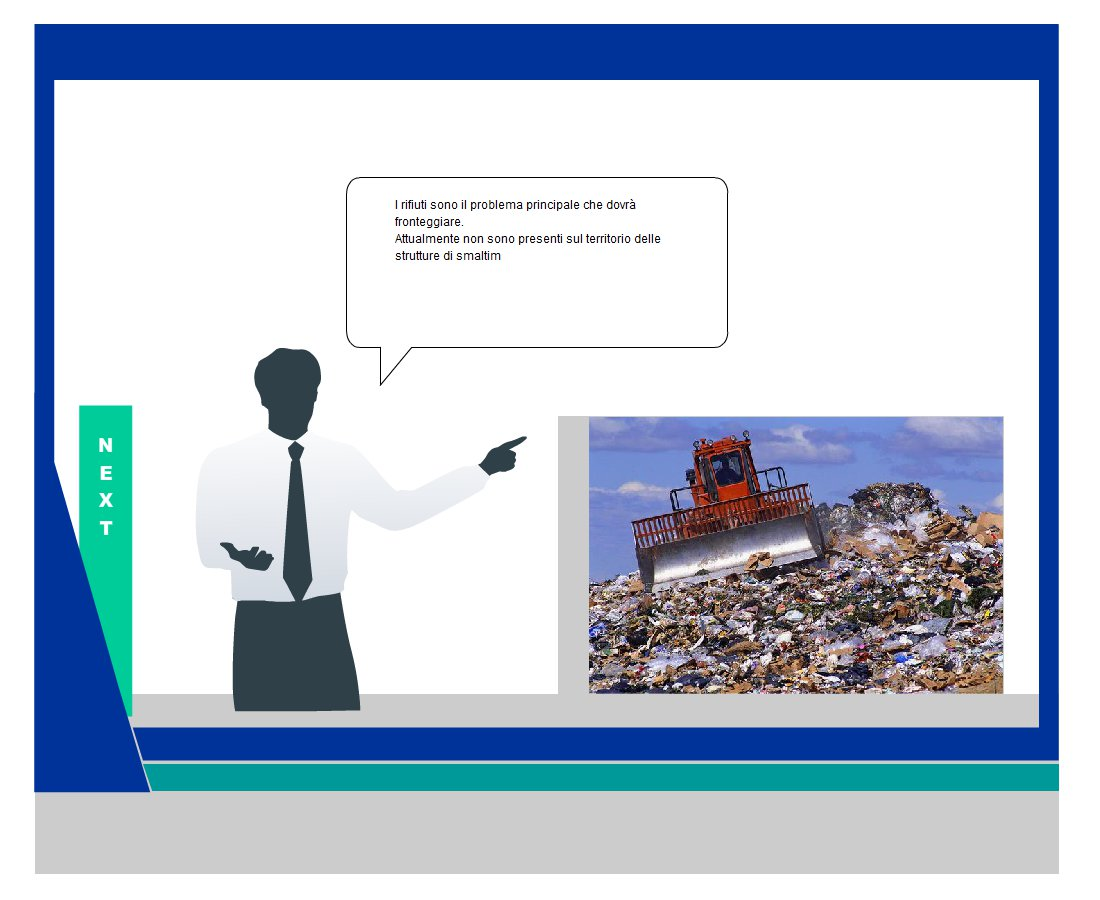 I rifiuti sono il problema principale che dovrà
fronteggiare.
Attualmente non sono presenti sul territorio delle
strutture di smaltim
N
E
X
T